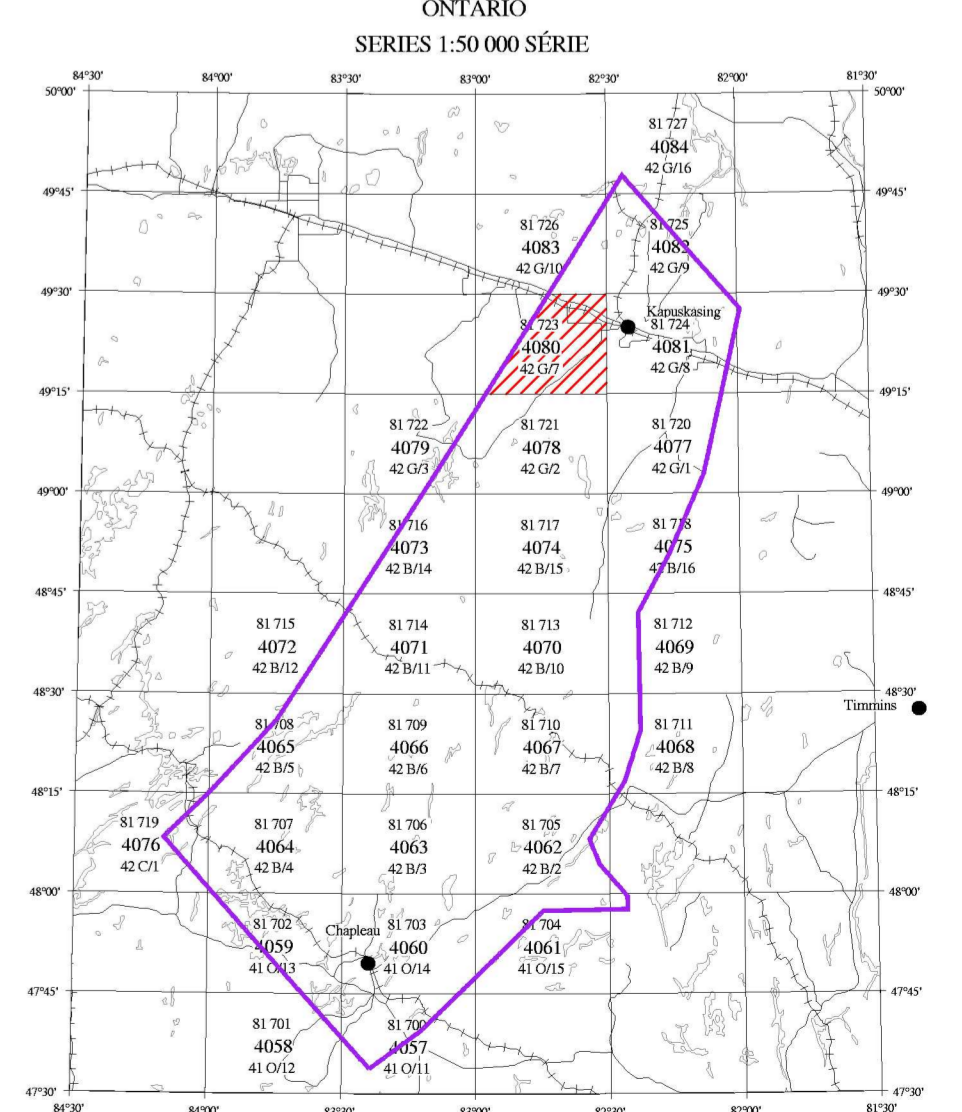 ONTARIO
SERIES 1:50 000 SÉRIE
84°30' 84°00' 83°30' 83°00' 82°30' 82°00' 81°30'
50°00' 50°00'
81 727
4084
42 G/16
49°45' 49°45'
81 726 81 725
4083 4082
42 G/10 42 G/9
49°30' 49°30'
Kapuskasing
81 723 81 724
4080 4081
42 G/7 42 G/8
49°15' 49°15'
81 722 81 721 81 720
4079 4078 4077
42 G/3 42 G/2 42 G/1
49°00' 49°00'
81 716 81 717 81 718
4073 4074 4075
42 B/14 42 B/15 42 B/16
48°45' 48°45'
81 715 81 714 81 713 81 712
4072 4071 4070 4069
42 B/12 42 B/11 42 B/10 42 B/9
48°30' 48°30'
Timmins
81 708 81 709 81 710 81 711
4065 4066 4067 4068
42 B/5 42 B/6 42 B/7 42 B/8
48°15' 48°15'
81 719 81 707 81 706 81 705
4076 4064 4063 4062
42 C/1 42 B/4 42 B/3 42 B/2
48°00' 48°00'
81 702 Chapleau 81 703 81 704
4059 4060 4061
41 O/13 41 O/14 41 O/15
47°45' 47°45'
81 701 81 700
4058 4057
41 O/12 41 O/11
47°30' 47°30'
84°30' 84°00' 83°30' 83°00' 82°30' 82°00' 81°30'